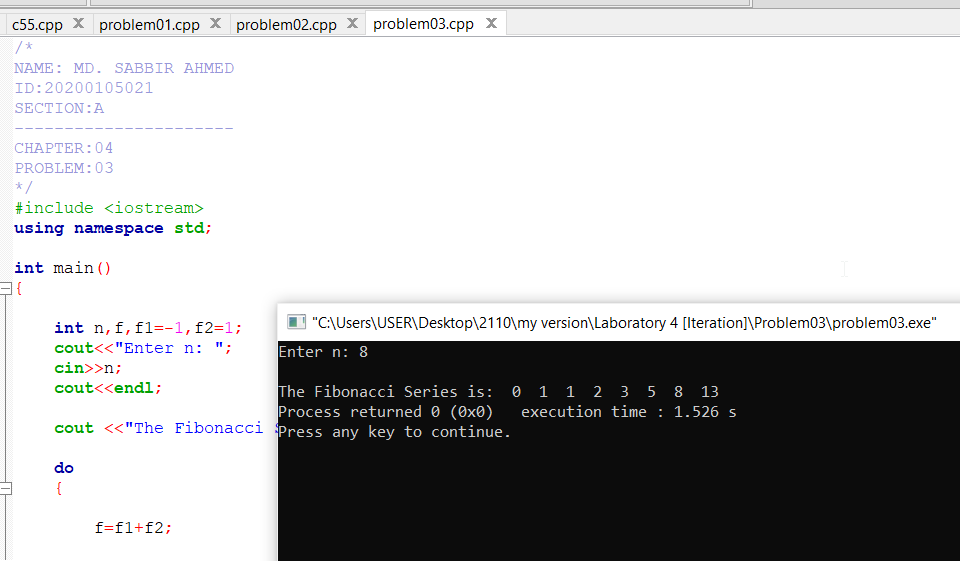 c55.cpp X problem01.cpp X problem02.cpp X problem03.cpp X
/*
NAME: MD. SABBIR AHMED
ID:20200105021
SECTION:A
----------------------
CHAPTER:04
PROBLEM:03
*/
#include <iostream>
using namespace std;
int main()
{
int n,f,f1=-1,f2=1;
cout<<"Enter n: ";
cin>>n;
cout<<endl;
cout <<"The Fibonacci
do
{
f=f1+f2;
"C:\Users\USER\Desktop\2110\my version\Laboratory 4 [Iteration]\Problem03\problem03.exe"
Enter n: 8
The Fibonacci Series is:  0  1  1  2  3  5  8  13
Process returned 0 (0x0)   execution time : 1.526 s
Press any key to continue.